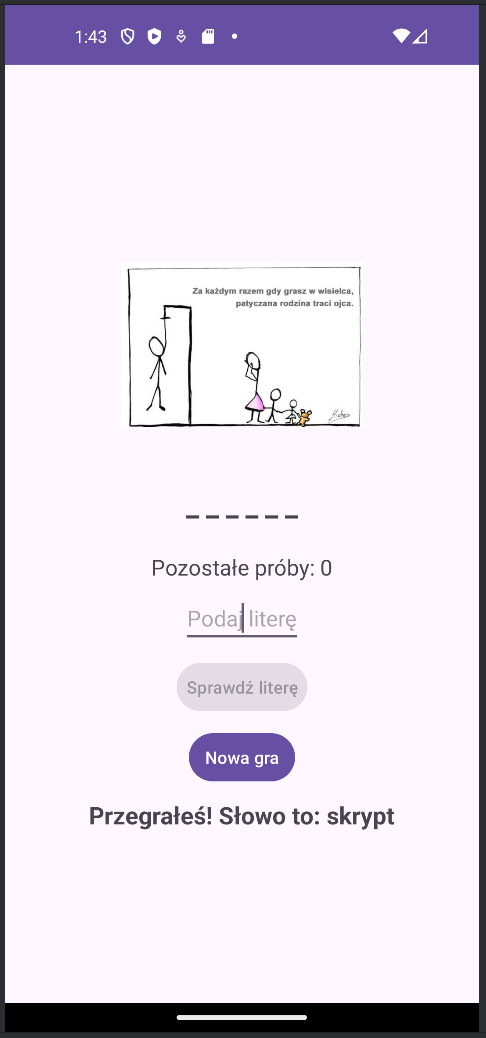 1:43
Za każdym razem gdy grasz w wisielca,
patyczana rodzina traci ojca.
______
Pozostałe próby: 0
Podaj literę
Sprawdź literę
Nowa gra
Przegrałeś! Słowo to: skrypt